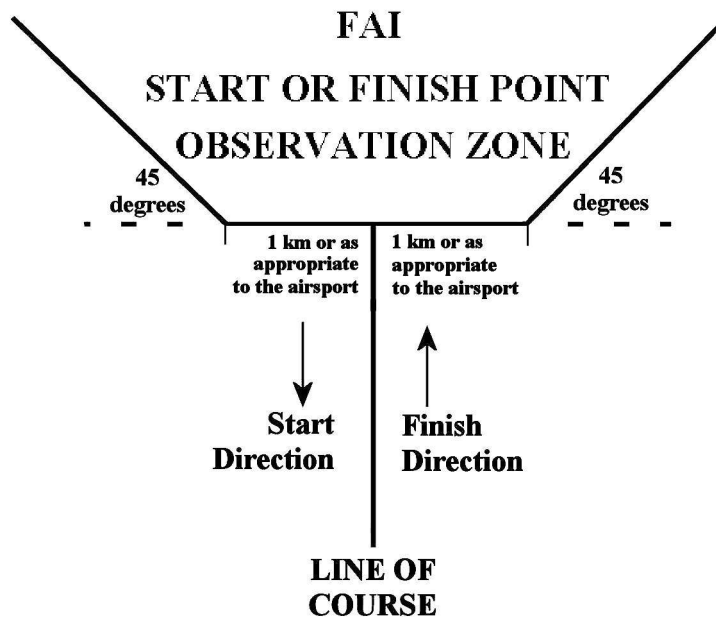 FAI
START OR FINISH POINT
OBSERVATION ZONE
45
degrees
45
degrees
1 km or as
appropriate
to the airsport
1 km or as
appropriate
to the airsport
Start
Direction
Finish
Direction
LINE OF
COURSE